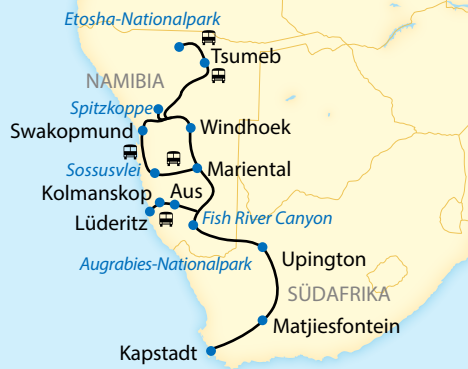 Etosha-Nationalpark
Tsumeb
NAMIBIA
Spitzkoppe
Swakopmund
Windhoek
Sossusvlei
Mariental
Kolmanskop
Aus
Lüderitz
Fish River Canyon
Augrabies-Nationalpark
Upington
SÜDAFRIKA
Matjiesfontein
Kapstadt